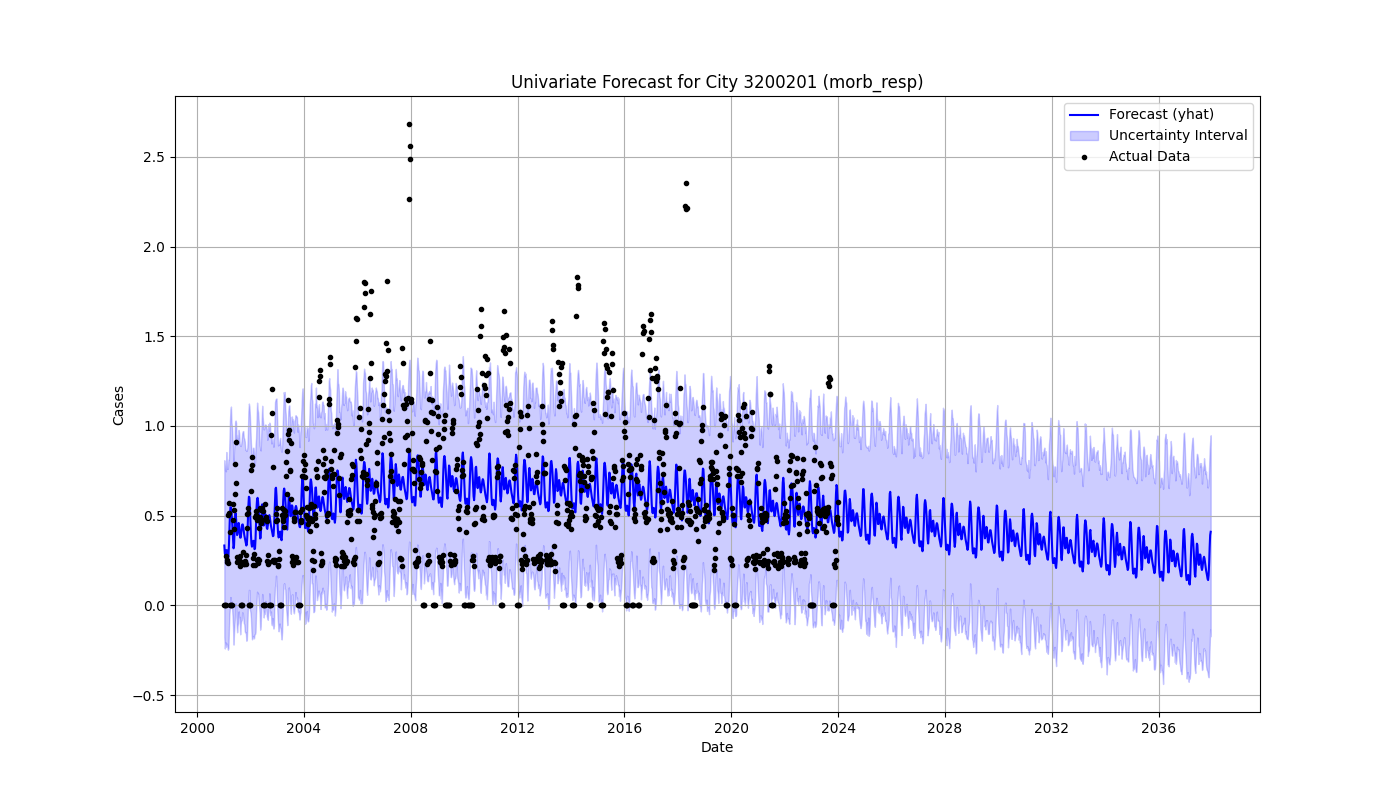 Univariate Forecast for City 3200201 (morb_resp)
Forecast (yhat)
Uncertainty Interval
Actual Data
Cases
2.5
2.0
1.5
1.0
0.5
0.0
−0.5
2000 2004 2008 2012 2016 2020 2024 2028 2032 2036
Date